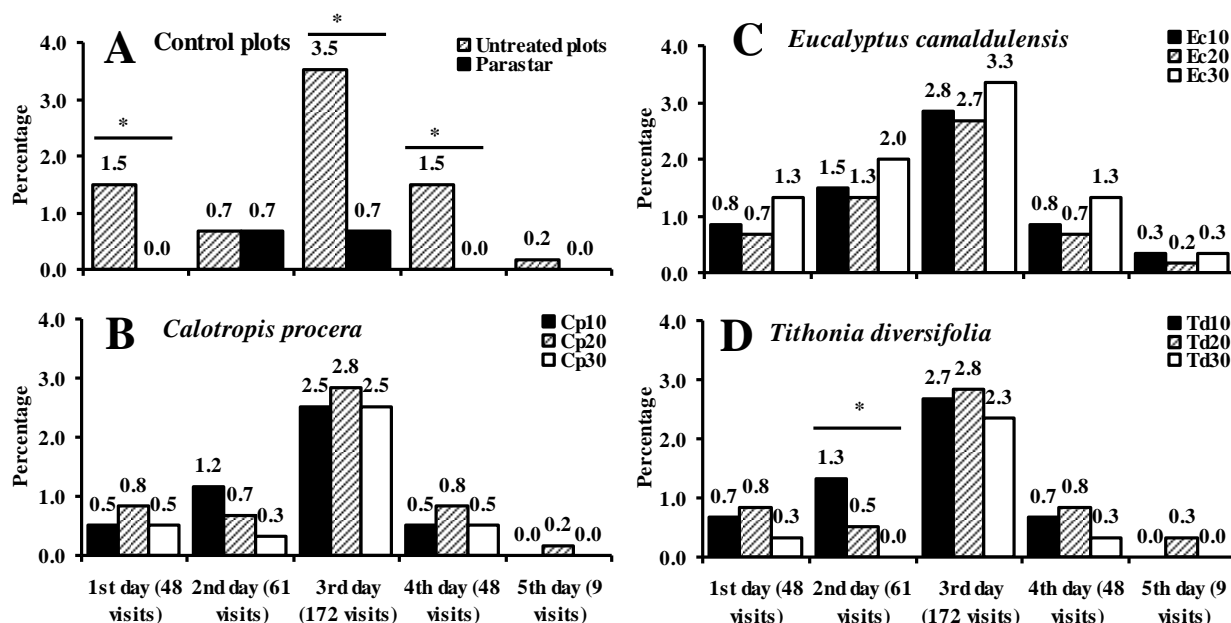 A Control plots
Untreated plots
Parastar
Percentage
4.0
3.0
2.0
1.0
0.0
*
*
*
1.5
0.0
0.7
0.7
3.5
0.7
1.5
0.0
0.2
0.0
B Calotropis procera
Cp10
Cp20
Cp30
Percentage
4.0
3.0
2.0
1.0
0.0
0.5
0.8
0.5
1.2
0.7
0.3
2.5
2.8
2.5
0.5
0.8
0.5
0.0
0.2
0.0
1st day (48 visits)
2nd day (61 visits)
3rd day (172 visits)
4th day (48 visits)
5th day (9 visits)
C Eucalyptus camaldulensis
Ec10
Ec20
Ec30
Percentage
4.0
3.0
2.0
1.0
0.0
0.8
0.7
1.3
1.5
1.3
2.0
2.8
2.7
3.3
0.8
0.7
1.3
0.3
0.2
0.3
D Tithonia diversifolia
Td10
Td20
Td30
Percentage
4.0
3.0
2.0
1.0
0.0
*
0.7
0.8
0.3
1.3
0.5
0.0
2.7
2.8
2.3
0.7
0.8
0.3
0.0
0.3
0.0
1st day (48 visits)
2nd day (61 visits)
3rd day (172 visits)
4th day (48 visits)
5th day (9 visits)